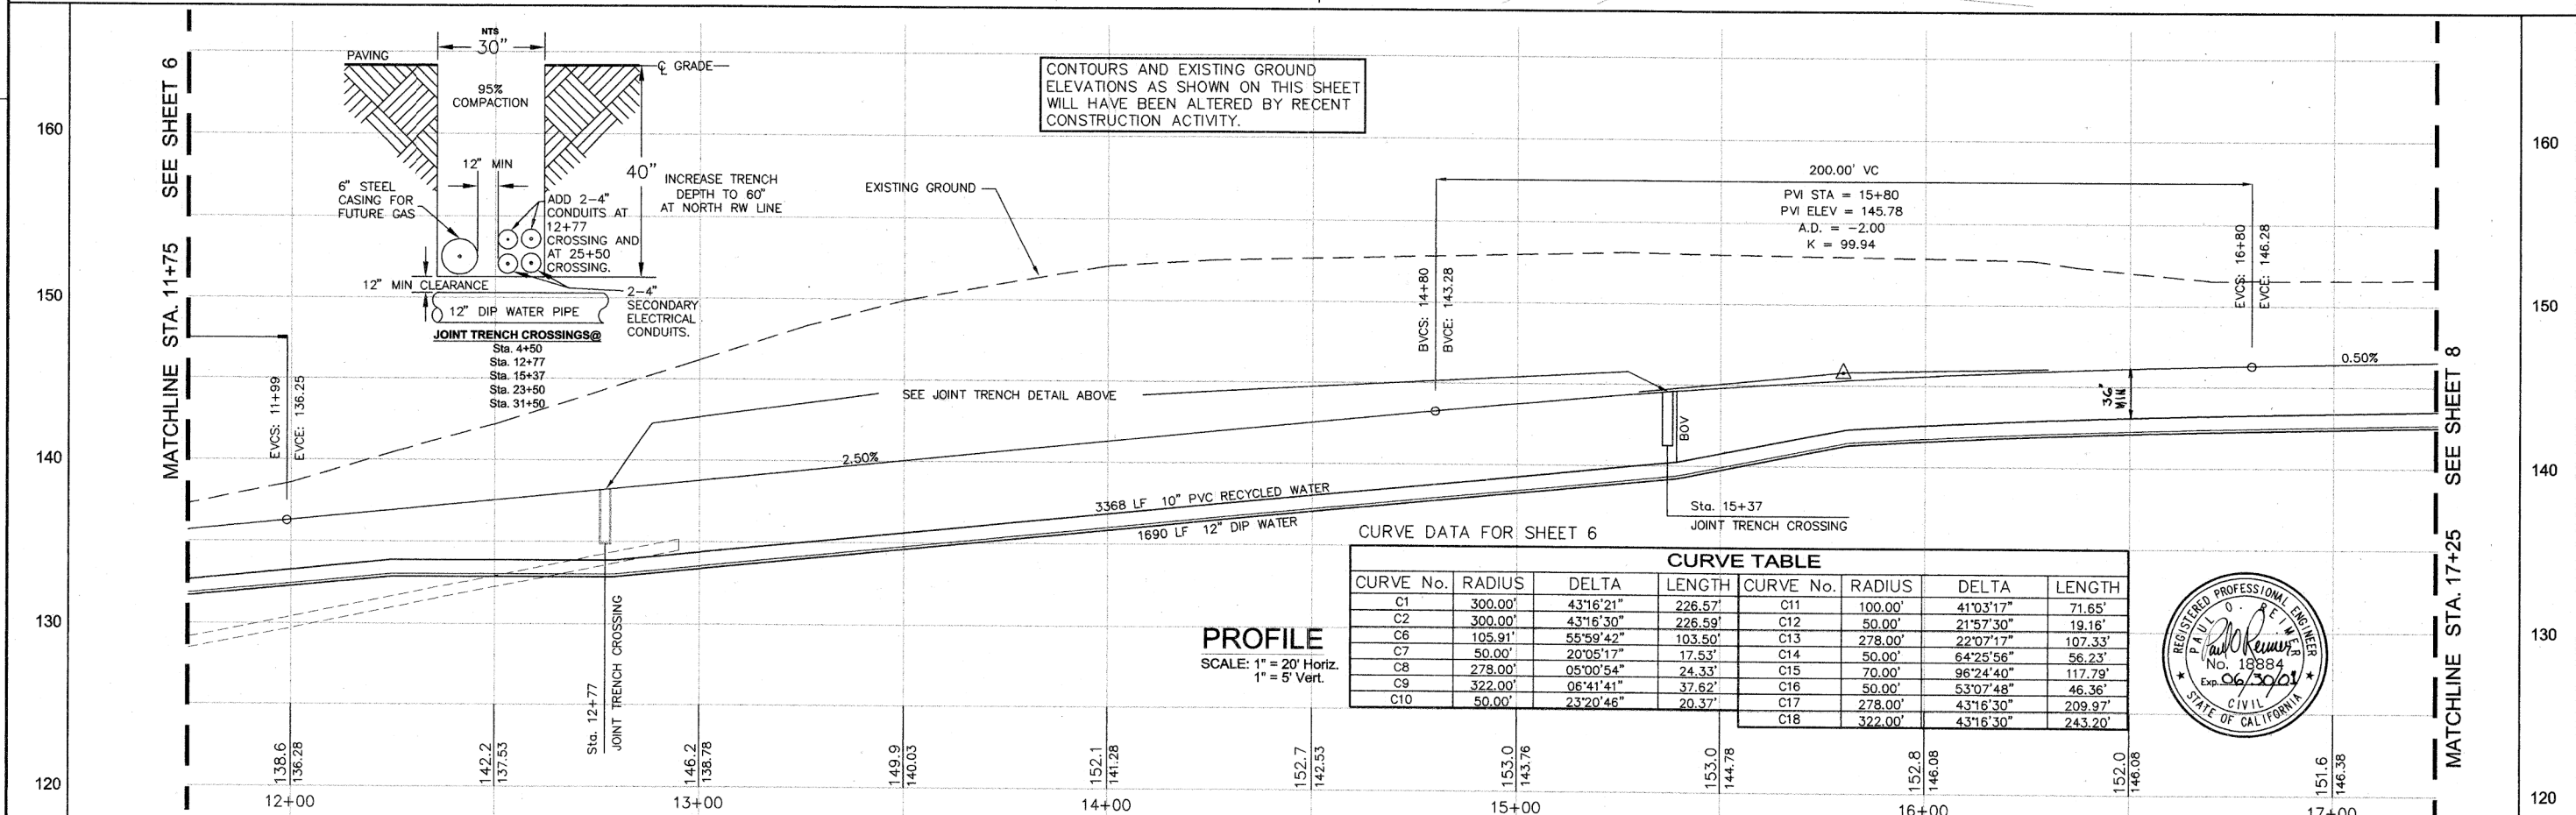 MATCHLINE STA. 11+75 SEE SHEET 6
160
150
140
130
120
NTS
30"
PAVING
℄ GRADE
95%
COMPACTION
12" MIN
40"
6" STEEL
CASING FOR
FUTURE GAS
ADD 2-4"
CONDUITS AT
12+77
CROSSING AND
AT 25+50
CROSSING.
INCREASE TRENCH
DEPTH TO 60"
AT NORTH RW LINE
12" MIN CLEARANCE
12" DIP WATER PIPE
2-4"
SECONDARY
ELECTRICAL
CONDUITS.
JOINT TRENCH CROSSINGS@
Sta. 4+50
Sta. 12+77
Sta. 15+37
Sta. 23+50
Sta. 31+50
CONTOURS AND EXISTING GROUND
ELEVATIONS AS SHOWN ON THIS SHEET
WILL HAVE BEEN ALTERED BY RECENT
CONSTRUCTION ACTIVITY.
EXISTING GROUND
200.00' VC
PVI STA = 15+80
PVI ELEV = 145.78
A.D. = -2.00
K = 99.94
EVCS: 11+99
EVCE: 136.25
BVCS: 14+80
BVCE: 143.28
EVCS: 16+80
EVCE: 146.28
SEE JOINT TRENCH DETAIL ABOVE
2.50%
0.50%
36" MIN
BOV
3368 LF 10" PVC RECYCLED WATER
1690 LF 12" DIP WATER
Sta. 15+37
JOINT TRENCH CROSSING
Sta. 12+77
JOINT TRENCH CROSSING
PROFILE
SCALE: 1" = 20' Horiz.
1" = 5' Vert.
CURVE DATA FOR SHEET 6
CURVE TABLE
CURVE No. RADIUS DELTA LENGTH CURVE No. RADIUS DELTA LENGTH
C1 300.00' 43°16'21" 226.57' C11 100.00' 41°03'17" 71.65'
C2 300.00' 43°16'30" 226.59' C12 50.00' 21°57'30" 19.16'
C6 105.91' 55°59'42" 103.50' C13 278.00' 22°07'17" 107.33'
C7 50.00' 20°05'17" 17.53' C14 50.00' 64°25'56" 56.23'
C8 278.00' 05°00'54" 24.33' C15 70.00' 96°24'40" 117.79'
C9 322.00' 06°41'41" 37.62' C16 50.00' 53°07'48" 46.36'
C10 50.00' 23°20'46" 20.37' C17 278.00' 43°16'30" 209.97'
C18 322.00' 43°16'30" 243.20'
REGISTERED PROFESSIONAL ENGINEER
PAUL O. REIMER
Paul O Reimer
No. 18884
Exp. 06/30/01
CIVIL
STATE OF CALIFORNIA
MATCHLINE STA. 17+25 SEE SHEET 8
160
150
140
130
120
138.6
136.28
142.2
137.53
146.2
138.78
149.9
140.03
152.1
141.28
152.7
142.53
153.0
143.76
153.0
144.78
152.8
146.08
152.0
146.08
151.6
146.38
12+00
13+00
14+00
15+00
16+00
17+00